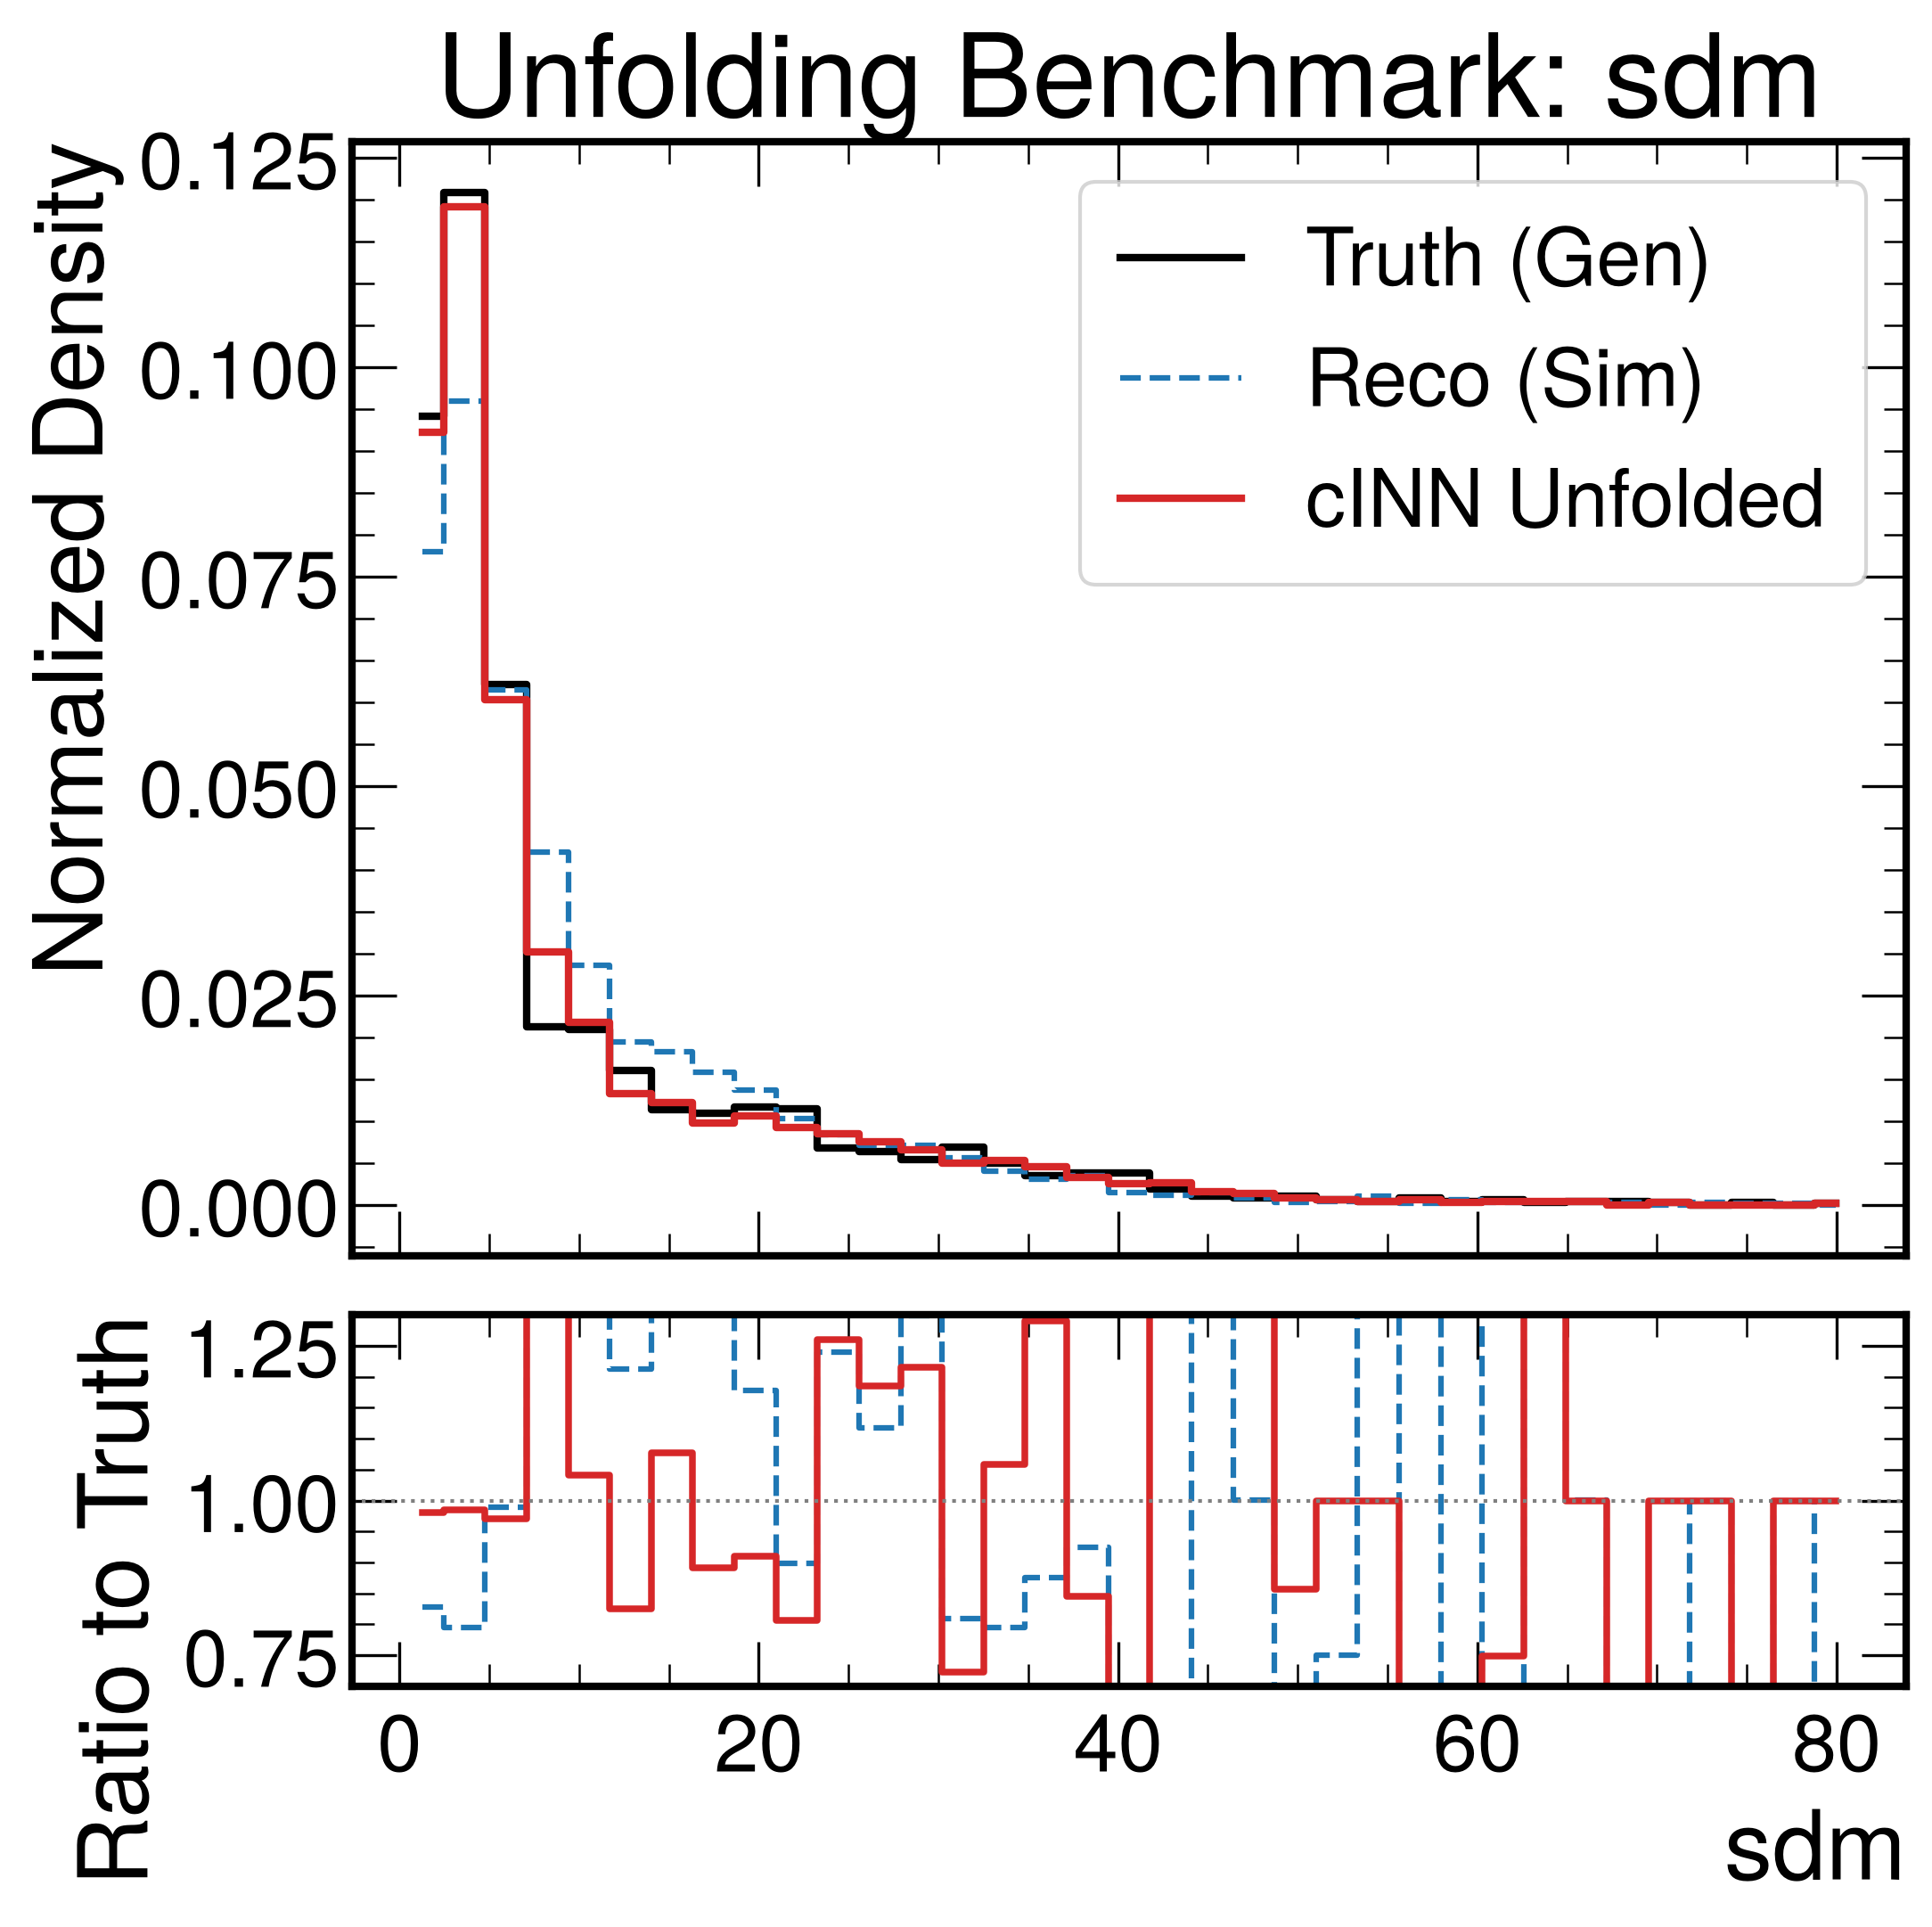 Unfolding Benchmark: sdm
Normalized Density
0.125
0.100
0.075
0.050
0.025
0.000
Truth (Gen)
Reco (Sim)
cINN Unfolded
Ratio to Truth
1.25
1.00
0.75
0 20 40 60 80
sdm